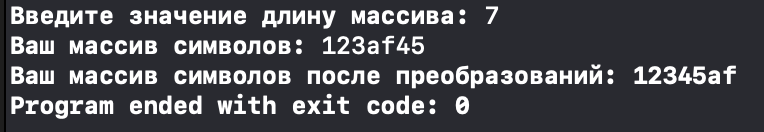 Введите значение длину массива: 7
Ваш массив символов: 123af45
Ваш массив символов после преобразований: 12345af
Program ended with exit code: 0